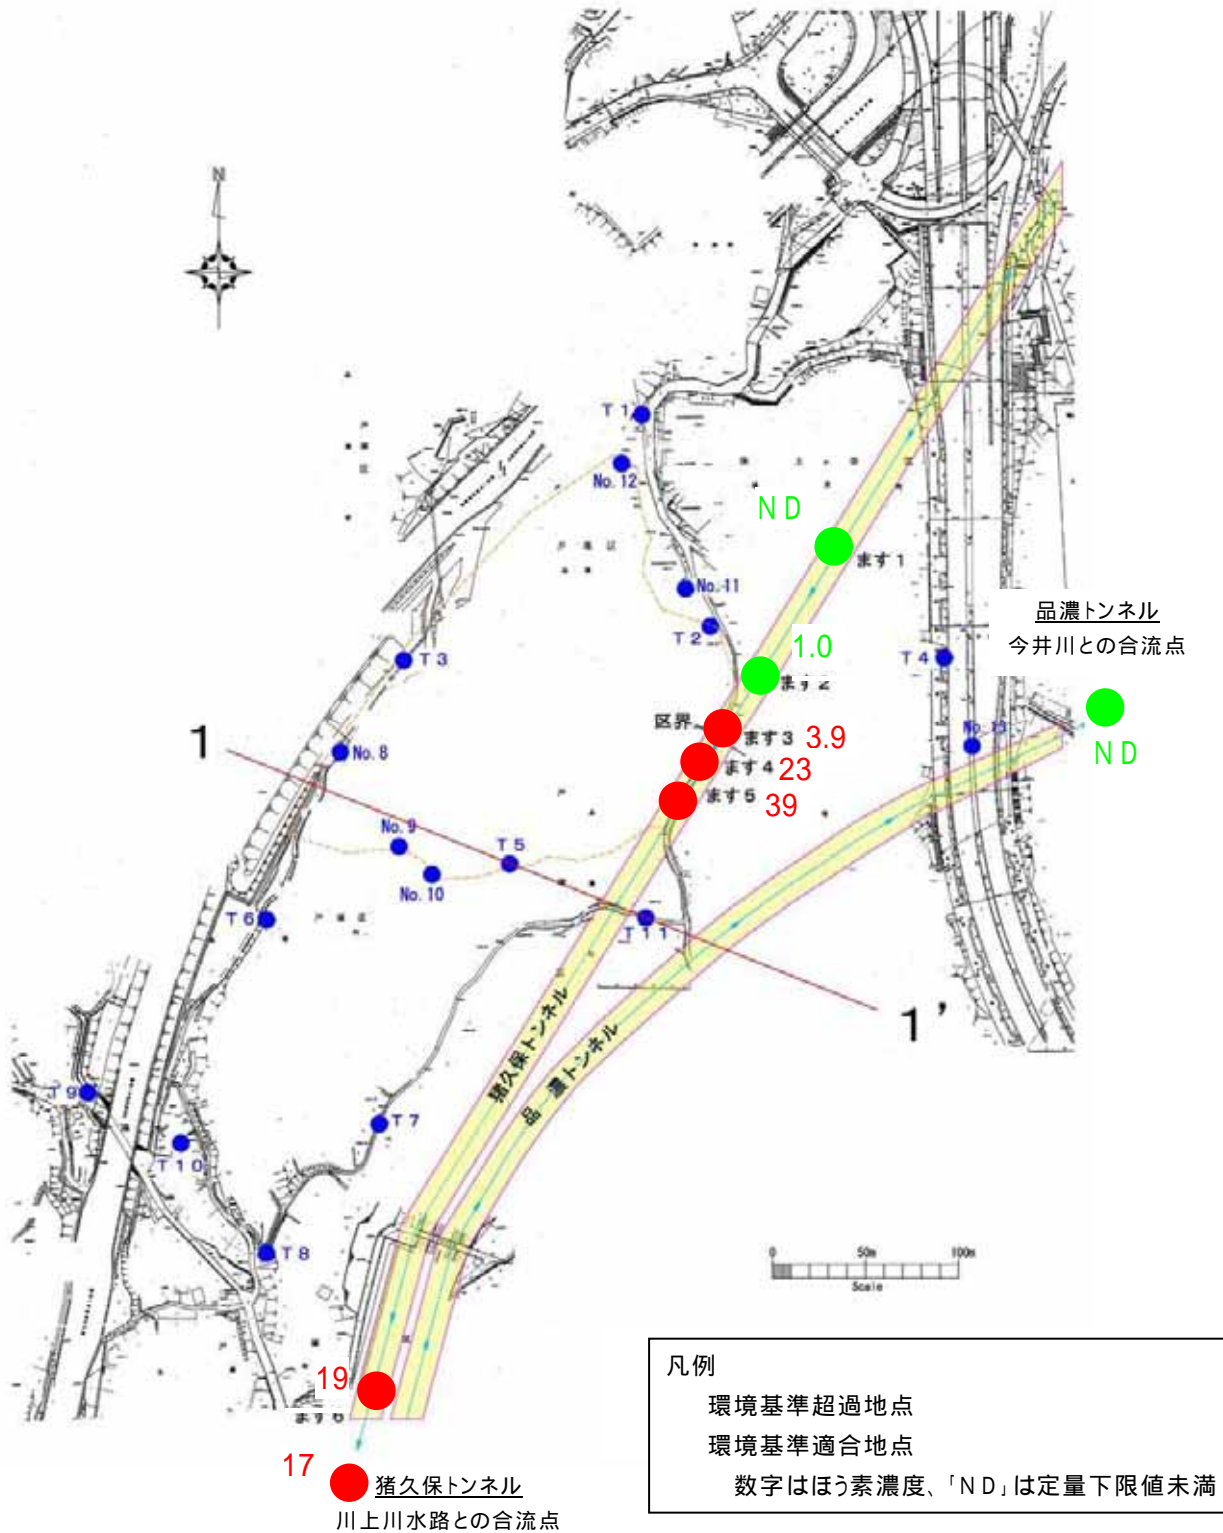 N
T1
No.12
ND
ます1
No.11
T2
1.0
ます2
品濃トンネル
今井川との合流点
T4
T3
区界
ます3 3.9
1
No.8
ます4 23
No.13
ND
ます5 39
No.9
T5
No.10
T6
戸塚区
T11
1'
猪久保トンネル
品濃トンネル
T9
T7
T10
T8
0 50m 100m
Scale
19
ます6
17
猪久保トンネル
川上川水路との合流点
凡例
環境基準超過地点
環境基準適合地点
数字はほう素濃度、「ND」は定量下限値未満